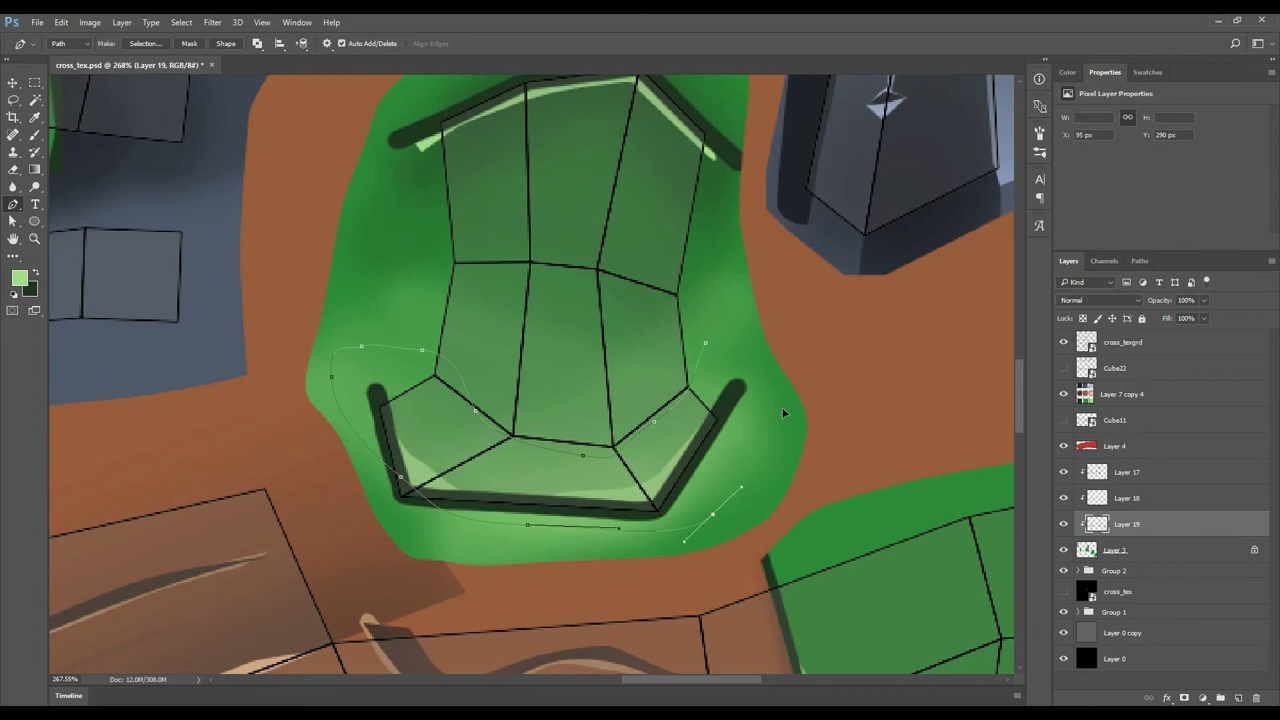 Ps File Edit Image Layer Type Select Filter 3D View Window Help
Path Make: Selection... Mask Shape Auto Add/Delete Align Edges
cross_tex.psd @ 268% (Layer 19, RGB/8#) * ×
Color Properties Swatches
Pixel Layer Properties
W: H:
X: 95 px Y: 290 px
Layers Channels Paths
Kind
Normal Opacity: 100%
Lock: Fill: 100%
cross_texgrd
Cube22
Layer 7 copy 4
Cube11
Layer 4
Layer 17
Layer 18
Layer 19
Layer 3
Group 2
cross_tex
Group 1
Layer 0 copy
Layer 0
267.55% Doc: 12.0M/308.0M
Timeline